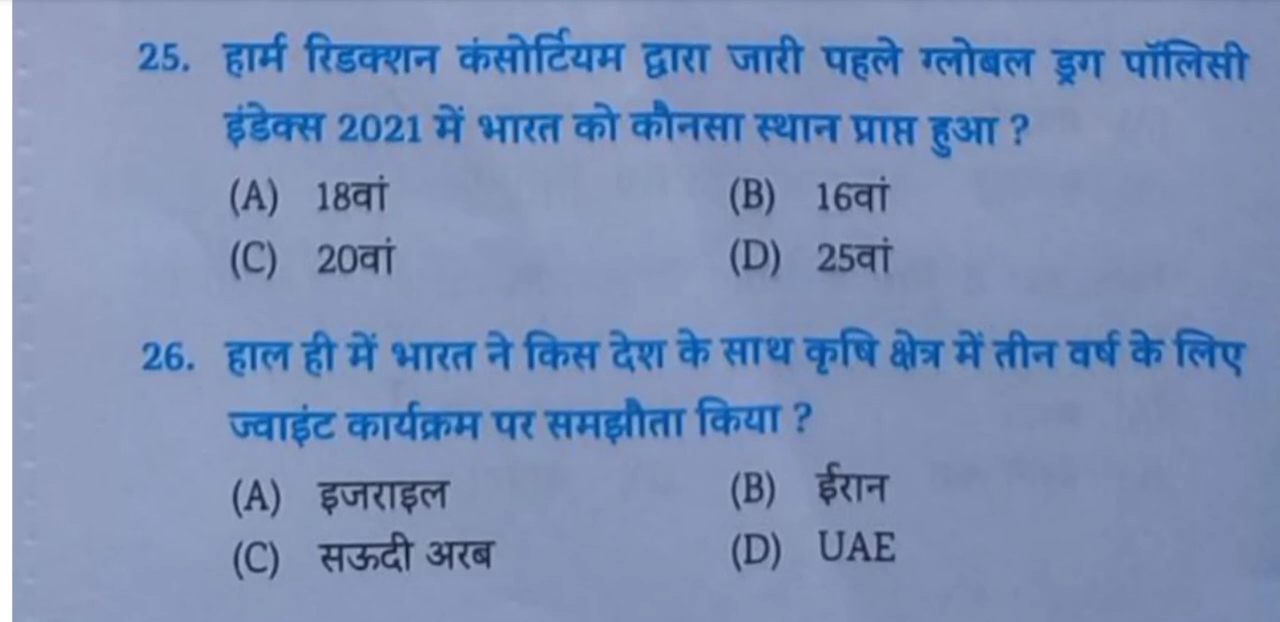 25. हार्म रिडक्शन कंसोर्टियम द्वारा जारी पहले ग्लोबल ड्रग पॉलिसी
इंडेक्स 2021 में भारत को कौनसा स्थान प्राप्त हुआ ?
(A) 18वां (B) 16वां
(C) 20वां (D) 25वां
26. हाल ही में भारत ने किस देश के साथ कृषि क्षेत्र में तीन वर्ष के लिए
ज्वाइंट कार्यक्रम पर समझौता किया ?
(A) इजराइल (B) ईरान
(C) सऊदी अरब (D) UAE